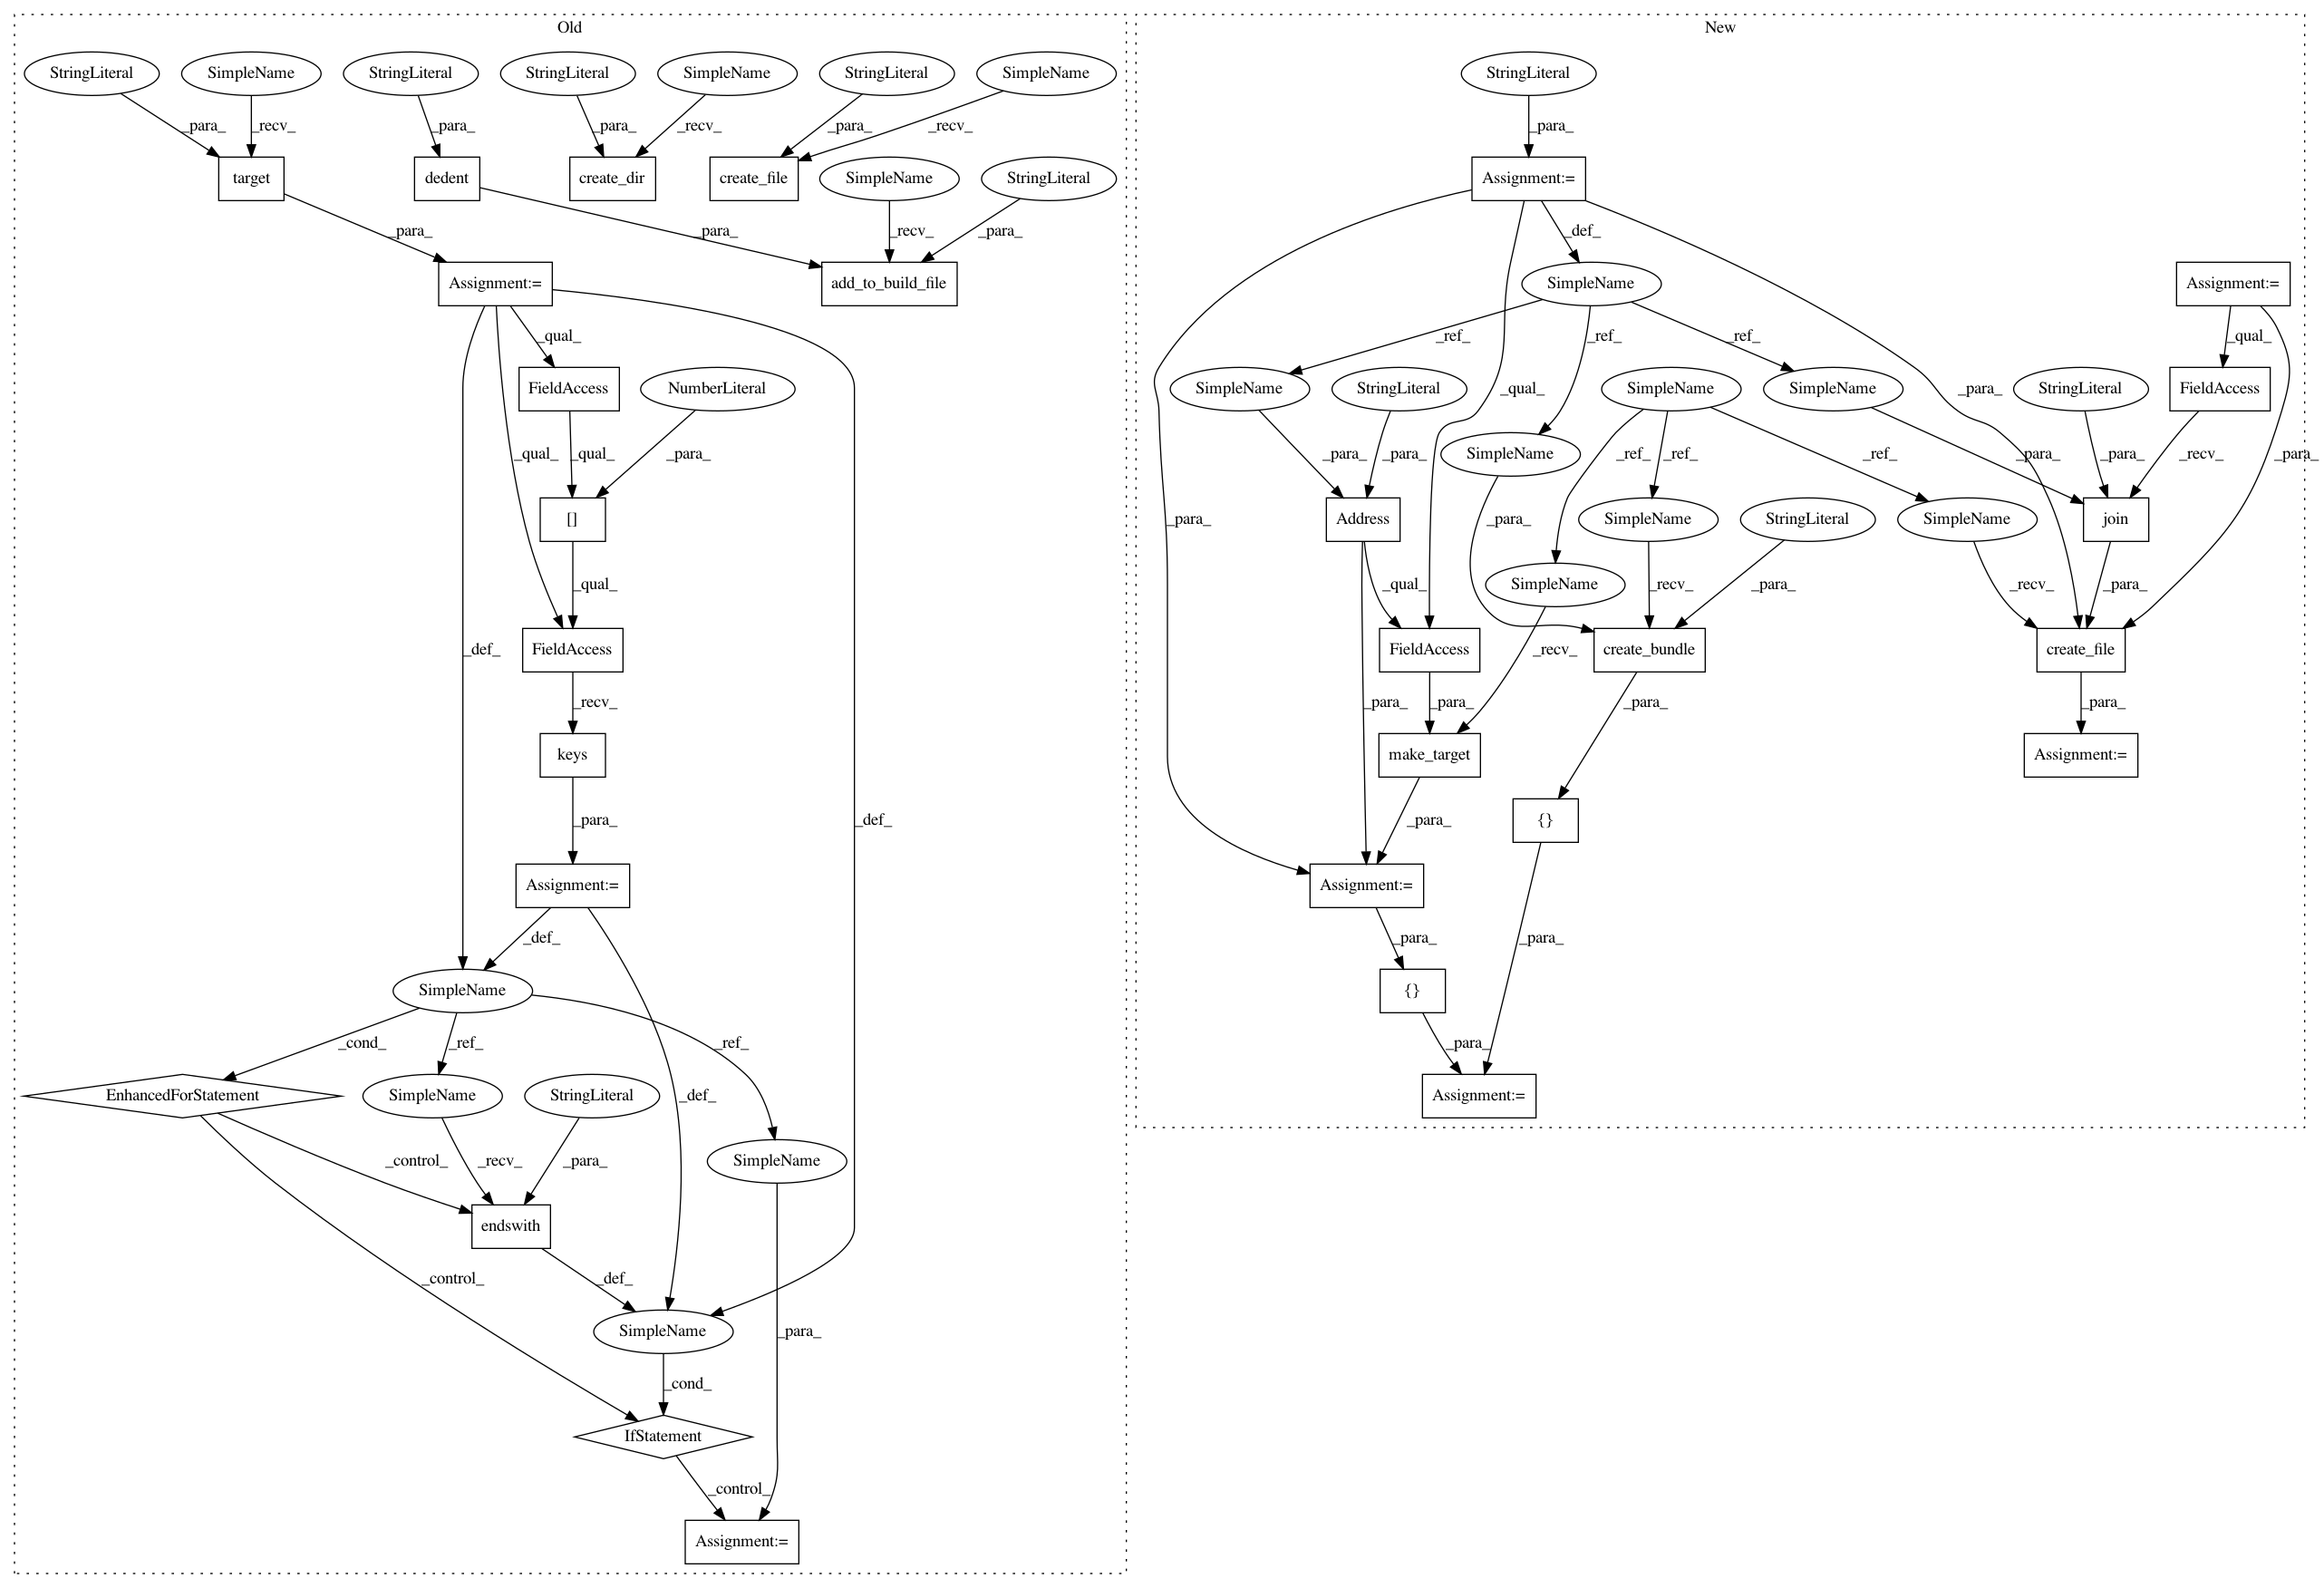 Old
New
StringLiteral
SimpleName
StringLiteral
StringLiteral
SimpleName
StringLiteral
SimpleName
StringLiteral
_para_
_recv_
_para_
_para_
_recv_
_para_
_recv_
_para_
target
dedent
create_dir
create_file
SimpleName
StringLiteral
Assignment:=
_para_
_para_
_recv_
_para_
_def_
Assignment:=
add_to_build_file
SimpleName
Assignment:=
_qual_
_ref_
_ref_
_ref_
_qual_
FieldAccess
NumberLiteral
SimpleName
StringLiteral
SimpleName
SimpleName
StringLiteral
FieldAccess
_qual_
_para_
_qual_
_para_
_para_
_qual_
_ref_
_ref_
_ref_
_para_
_para_
_para_
_para_
_recv_
_para_
SimpleName
[]
Address
SimpleName
StringLiteral
SimpleName
join
_para_
_para_
_qual_
_qual_
SimpleName
_recv_
_para_
_recv_
_para_
_def_
FieldAccess
FieldAccess
create_bundle
create_file
_recv_
_recv_
_para_
_para_
_para_
_para_
keys
make_target
Assignment:=
_para_
_def_
_para_
{}
Assignment:=
Assignment:=
_def_
_para_
_para_
SimpleName
{}
_cond_
_ref_
_ref_
_para_
EnhancedForStatement
SimpleName
StringLiteral
_def_
Assignment:=
_control_
_recv_
_para_
SimpleName
endswith
_control_
_def_
SimpleName
_para_
_cond_
IfStatement
_control_
Assignment:=